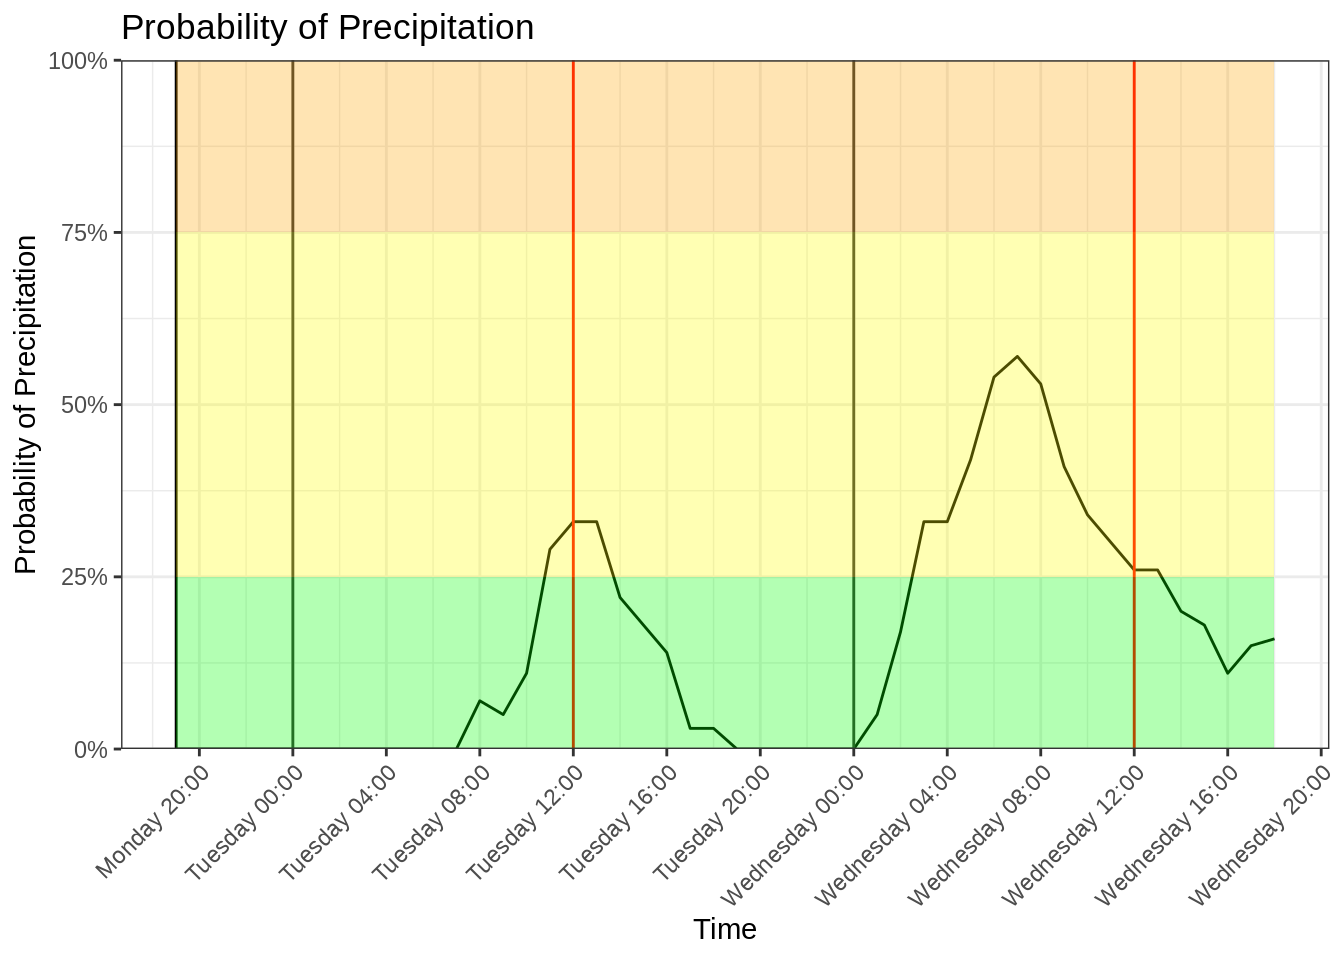 Probability of Precipitation
Probability of Precipitation
100%
75%
50%
25%
0%
Monday 20:00
Tuesday 00:00
Tuesday 04:00
Tuesday 08:00
Tuesday 12:00
Tuesday 16:00
Tuesday 20:00
Wednesday 00:00
Wednesday 04:00
Wednesday 08:00
Wednesday 12:00
Wednesday 16:00
Wednesday 20:00
Time